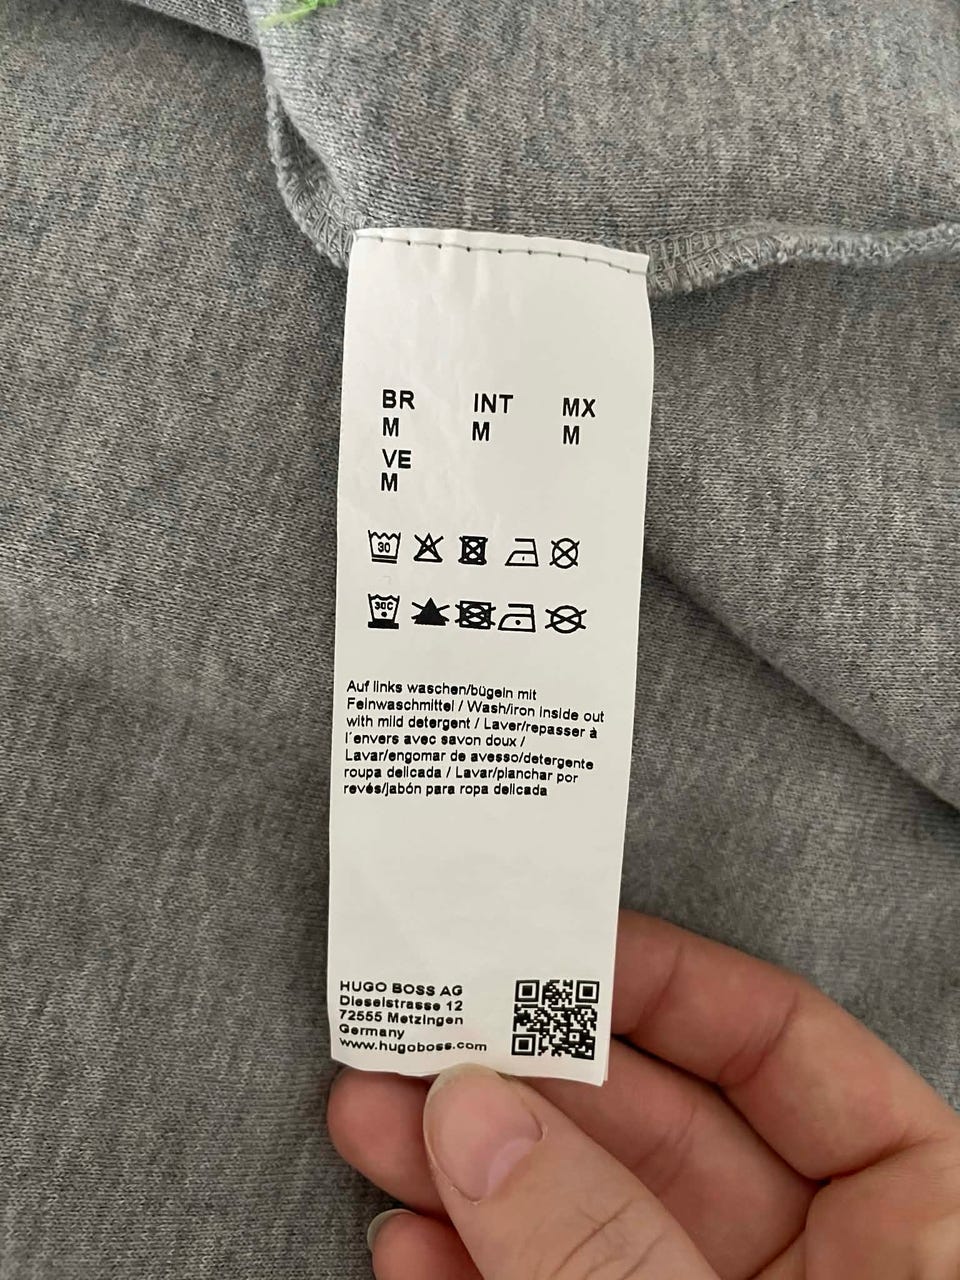 BR INT MX
M M M
VE
M
30
30C
Auf links waschen/bügeln mit
Feinwaschmittel / Wash/iron inside out
with mild detergent / Laver/repasser à
l´envers avec savon doux /
Lavar/engomar de avesso/detergente
roupa delicada / Lavar/planchar por
revés/jabón para ropa delicada
HUGO BOSS AG
Dieselstrasse 12
72555 Metzingen
Germany
www.hugoboss.com